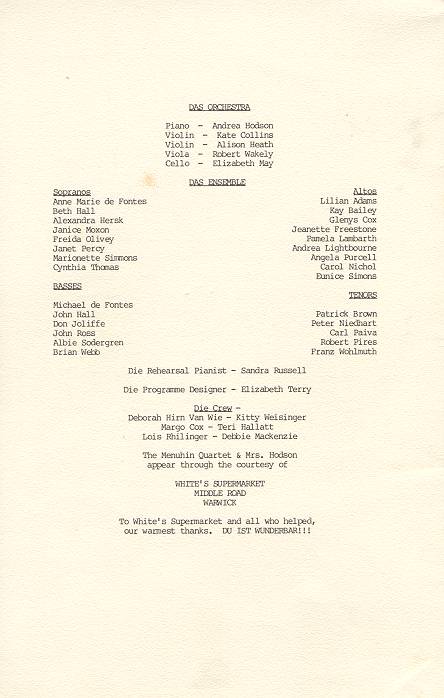 DAS ORCHESTRA
Piano - Andrea Hodson
Violin - Kate Collins
Violin - Alison Heath
Viola - Robert Wakely
Cello - Elizabeth May
DAS ENSEMBLE
Sopranos
Anne Marie de Fontes
Beth Hall
Alexandra Hersk
Janice Moxon
Freida Olivey
Janet Percy
Marionette Simmons
Cynthia Thomas
Altos
Lilian Adams
Kay Bailey
Glenys Cox
Jeanette Freestone
Pamela Lambarth
Andrea Lightbourne
Angela Purcell
Carol Nichol
Eunice Simons
BASSES
Michael de Fontes
John Hall
Don Joliffe
John Ross
Albie Sodergren
Brian Webb
TENORS
Patrick Brown
Peter Niedhart
Carl Paiva
Robert Pires
Franz Wohlmuth
Die Rehearsal Pianist - Sandra Russell
Die Programme Designer - Elizabeth Terry
Die Crew -
Deborah Hirn Van Wie - Kitty Weisinger
Margo Cox - Teri Hallatt
Lois Rhilinger - Debbie Mackenzie
The Menuhin Quartet & Mrs. Hodson
appear through the courtesy of
WHITE'S SUPERMARKET
MIDDLE ROAD
WARWICK
To White's Supermarket and all who helped,
our warmest thanks. DU IST WUNDERBAR!!!